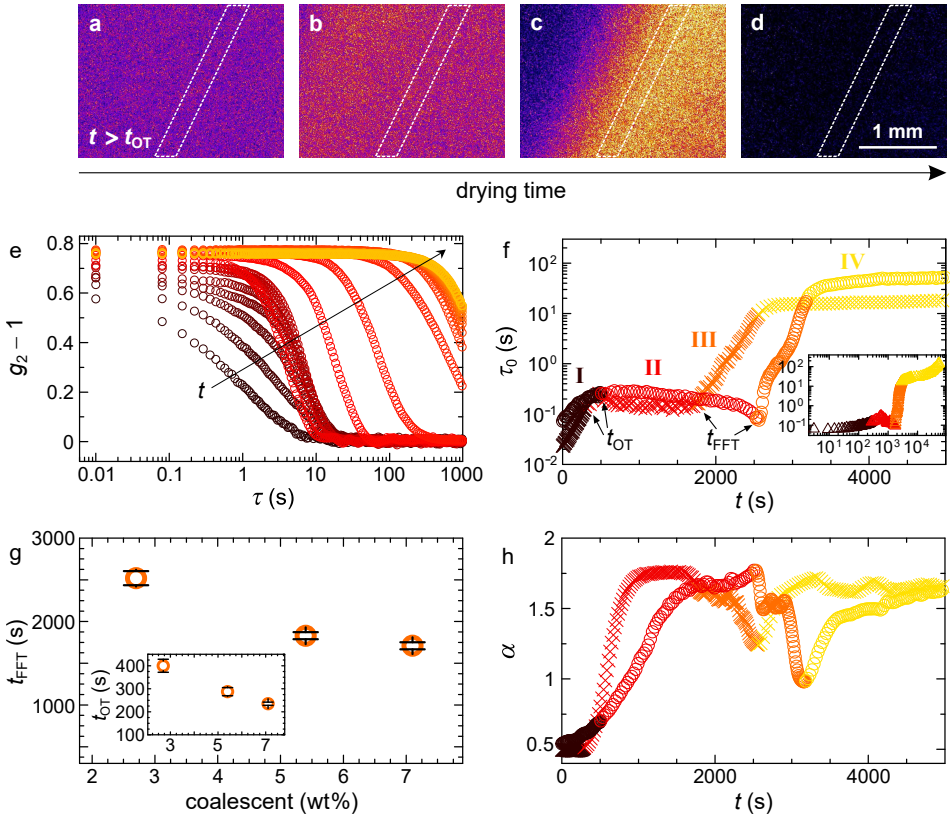 a
b
c
d
t > tOT
1 mm
drying time
e
0.8
0.6
0.4
0.2
0
g2 − 1
t
0.01
0.1
1
10
100
1000
τ (s)
f
10²
10¹
10⁰
10⁻¹
10⁻²
τ0 (s)
I
II
III
IV
tOT
tFFT
10²
10¹
10⁰
10⁻¹
10¹ 10² 10³ 10⁴
0
2000
4000
t (s)
g
3000
2000
1000
tFFT (s)
400
300
200
100
tOT (s)
3
5
7
2
3
4
5
6
7
coalescent (wt%)
h
2
1.5
1
0.5
α
0
2000
4000
t (s)